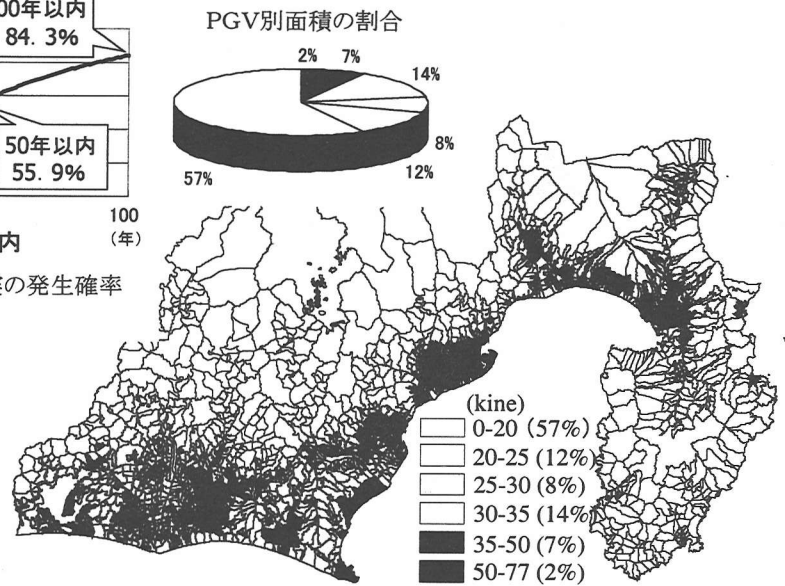 00年以内
84. 3%
50年以内
55. 9%
100
(年)
内
の発生確率
PGV別面積の割合
2%
7%
14%
8%
12%
57%
(kine)
0-20 (57%)
20-25 (12%)
25-30 (8%)
30-35 (14%)
35-50 (7%)
50-77 (2%)